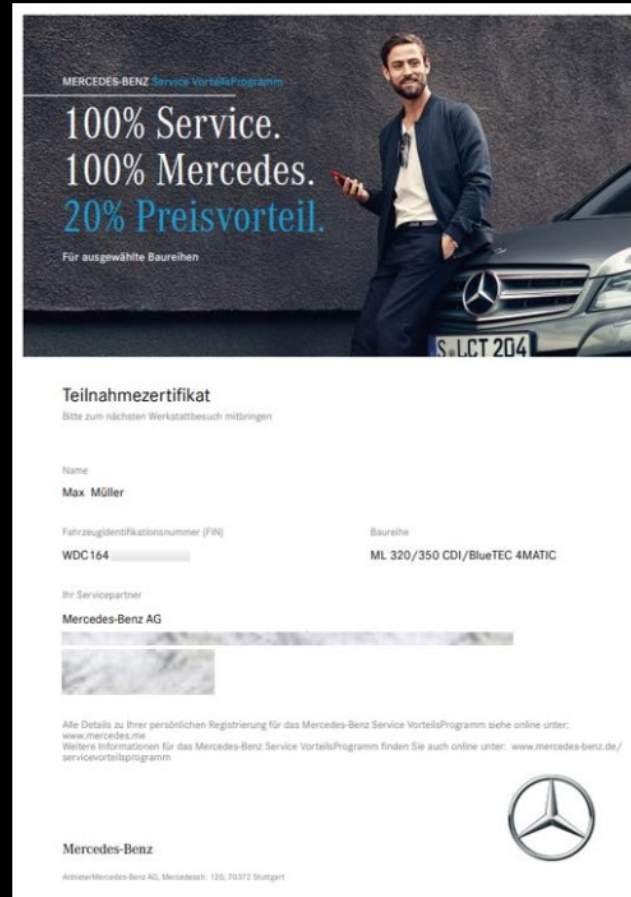 MERCEDES-BENZ Service VorteilsProgramm
100% Service.
100% Mercedes.
20% Preisvorteil.
Für ausgewählte Baureihen
S LCT 204
Teilnahmezertifikat
Bitte zum nächsten Werkstattbesuch mitbringen
Name
Max Müller
Fahrzeugidentifikationsnummer (FIN)
Baureihe
WDC164
ML 320/350 CDI/BlueTEC 4MATIC
Ihr Servicepartner
Mercedes-Benz AG
Alle Details zu Ihrer persönlichen Registrierung für das Mercedes-Benz Service VorteilsProgramm siehe online unter:
www.mercedes.me
Weitere Informationen für das Mercedes-Benz Service VorteilsProgramm finden Sie auch online unter: www.mercedes-benz.de/
servicevorteilsprogramm
Mercedes-Benz
AnbieterMercedes-Benz AG, Mercedesstr. 120, 70372 Stuttgart